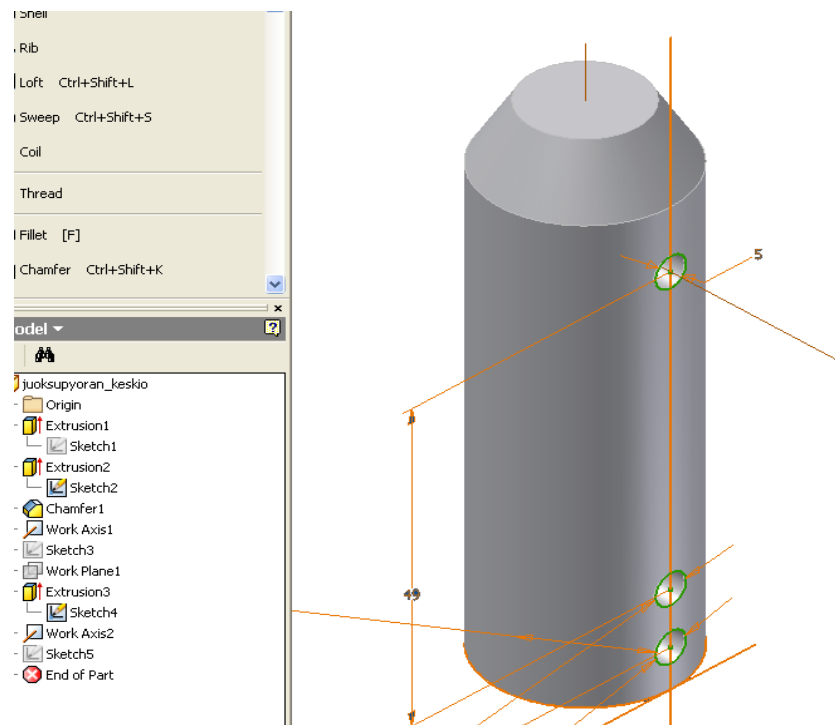 Shell
Rib
Loft Ctrl+Shift+L
Sweep Ctrl+Shift+S
Coil
Thread
Fillet [F]
Chamfer Ctrl+Shift+K
odel
juoksupyoran_keskio
Origin
Extrusion1
Sketch1
Extrusion2
Sketch2
Chamfer1
Work Axis1
Sketch3
Work Plane1
Extrusion3
Sketch4
Work Axis2
Sketch5
End of Part
5